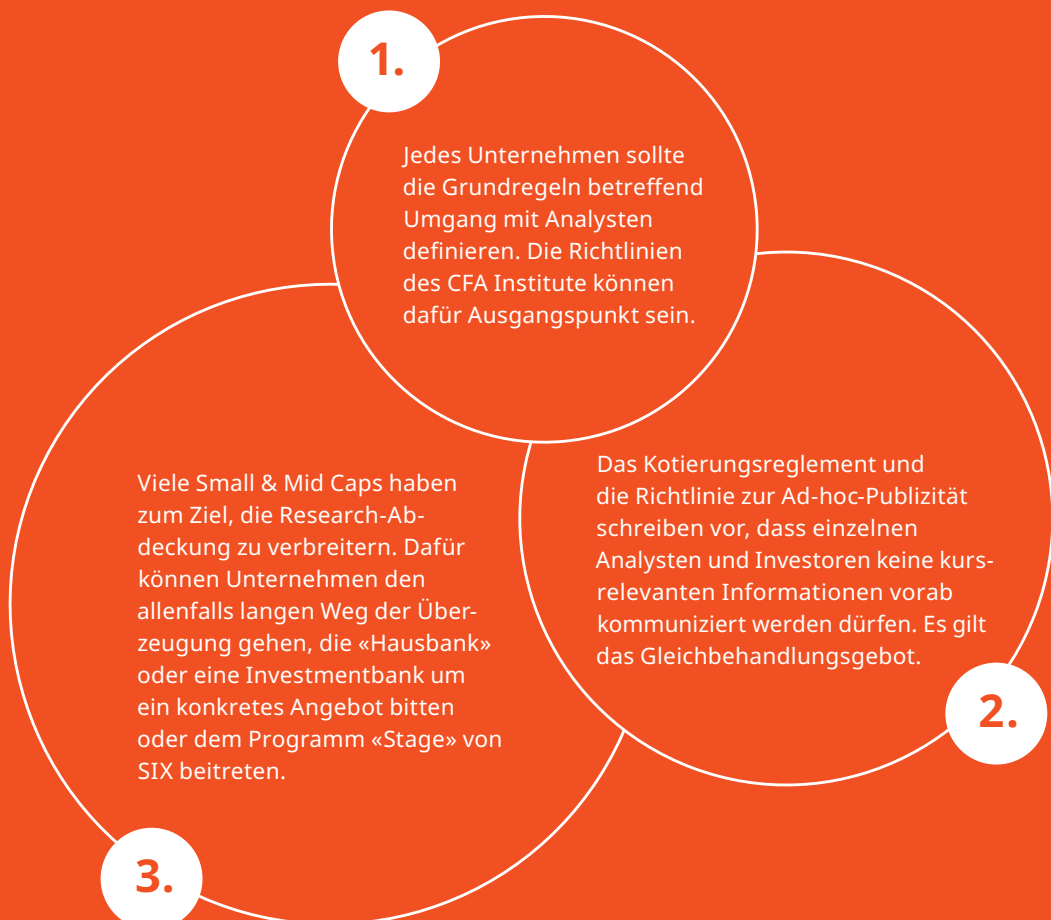 1.
Jedes Unternehmen sollte
die Grundregeln betreffend
Umgang mit Analysten
definieren. Die Richtlinien
des CFA Institute können
dafür Ausgangspunkt sein.
Das Kotierungsreglement und
die Richtlinie zur Ad-hoc-Publizität
schreiben vor, dass einzelnen
Analysten und Investoren keine kurs-
relevanten Informationen vorab
kommuniziert werden dürfen. Es gilt
das Gleichbehandlungsgebot.
2.
Viele Small & Mid Caps haben
zum Ziel, die Research-Ab-
deckung zu verbreitern. Dafür
können Unternehmen den
allenfalls langen Weg der Über-
zeugung gehen, die «Hausbank»
oder eine Investmentbank um
ein konkretes Angebot bitten
oder dem Programm «Stage» von
SIX beitreten.
3.